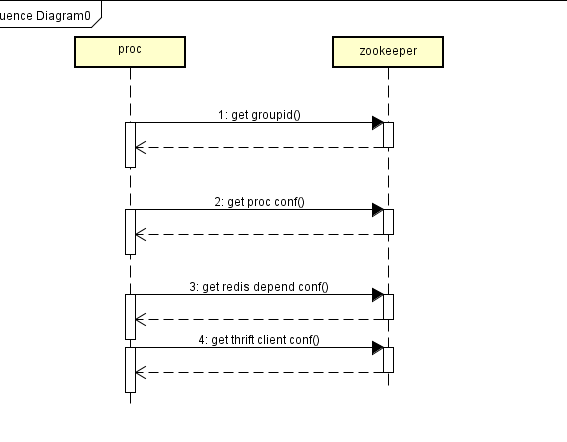 uence Diagram0
proc
zookeeper
1: get groupid()
2: get proc conf()
3: get redis depend conf()
4: get thrift client conf()